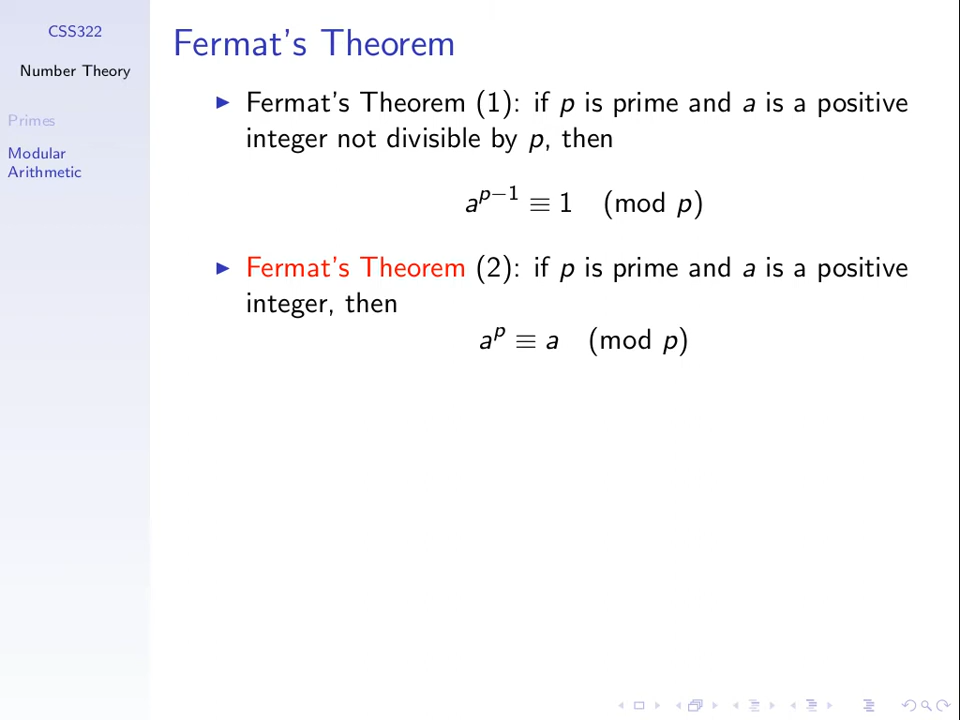 CSS322
Number Theory
Primes
Modular
Arithmetic
Fermat's Theorem
▶ Fermat's Theorem (1): if p is prime and a is a positive
integer not divisible by p, then
a^{p−1} ≡ 1 (mod p)
▶ Fermat's Theorem (2): if p is prime and a is a positive
integer, then
a^p ≡ a (mod p)